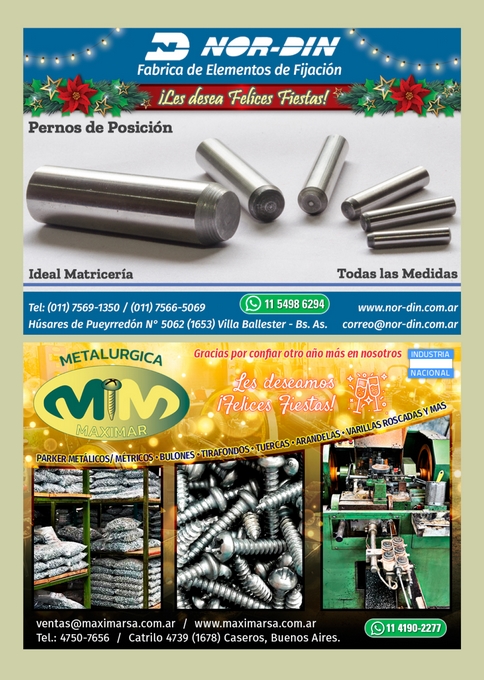 NOR-DIN
Fabrica de Elementos de Fijación
¡Les desea Felices Fiestas!
Pernos de Posición
Ideal Matricería
Todas las Medidas
Tel: (011) 7569-1350 / (011) 7566-5069
11 5498 6294
www.nor-din.com.ar
Húsares de Pueyrredón N° 5062 (1653) Villa Ballester - Bs. As.
correo@nor-din.com.ar
METALURGICA
MIM
MAXIMAR
Gracias por confiar otro año más en nosotros
INDUSTRIA
NACIONAL
Les deseamos
¡Felices Fiestas!
PARKER METÁLICOS/ MÉTRICOS • BULONES • TIRAFONDOS • TUERCAS • ARANDELAS • VARILLAS ROSCADAS Y MAS
ventas@maximarsa.com.ar / www.maximarsa.com.ar
Tel.: 4750-7656 / Catrilo 4739 (1678) Caseros, Buenos Aires.
11 4190-2277